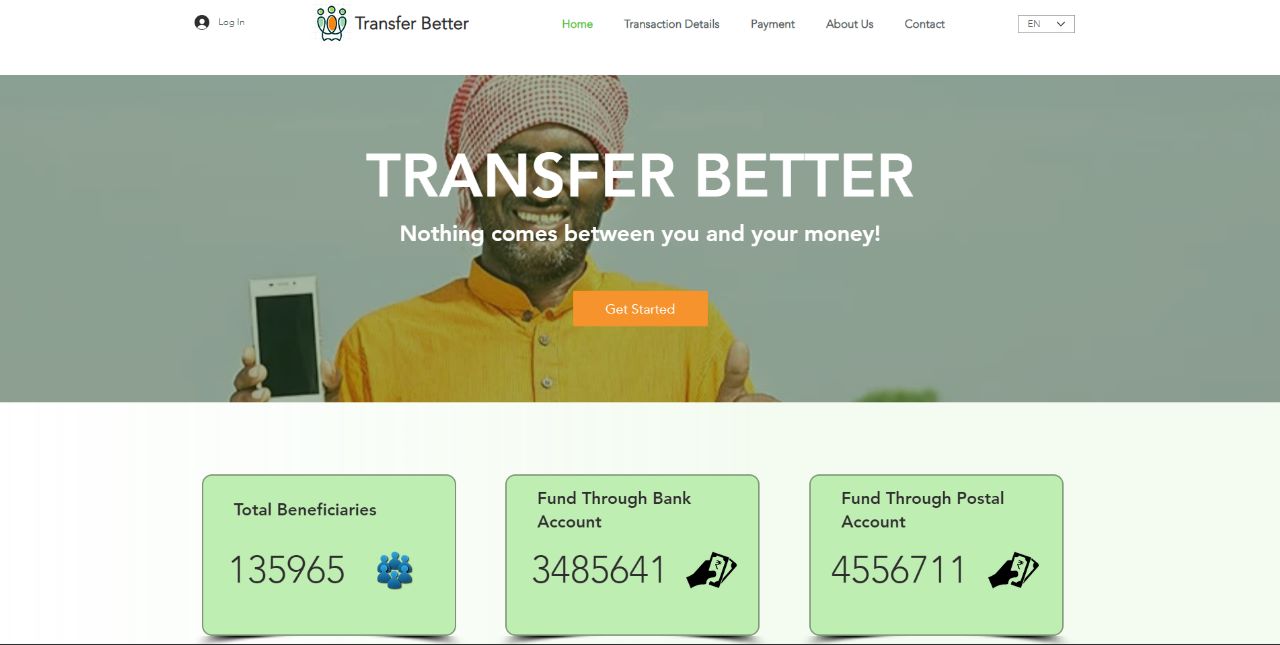 Log In
Transfer Better
Home
Transaction Details
Payment
About Us
Contact
EN
TRANSFER BETTER
Nothing comes between you and your money!
Get Started
Total Beneficiaries
135965
Fund Through Bank
Account
3485641
₹
Fund Through Postal
Account
4556711
₹